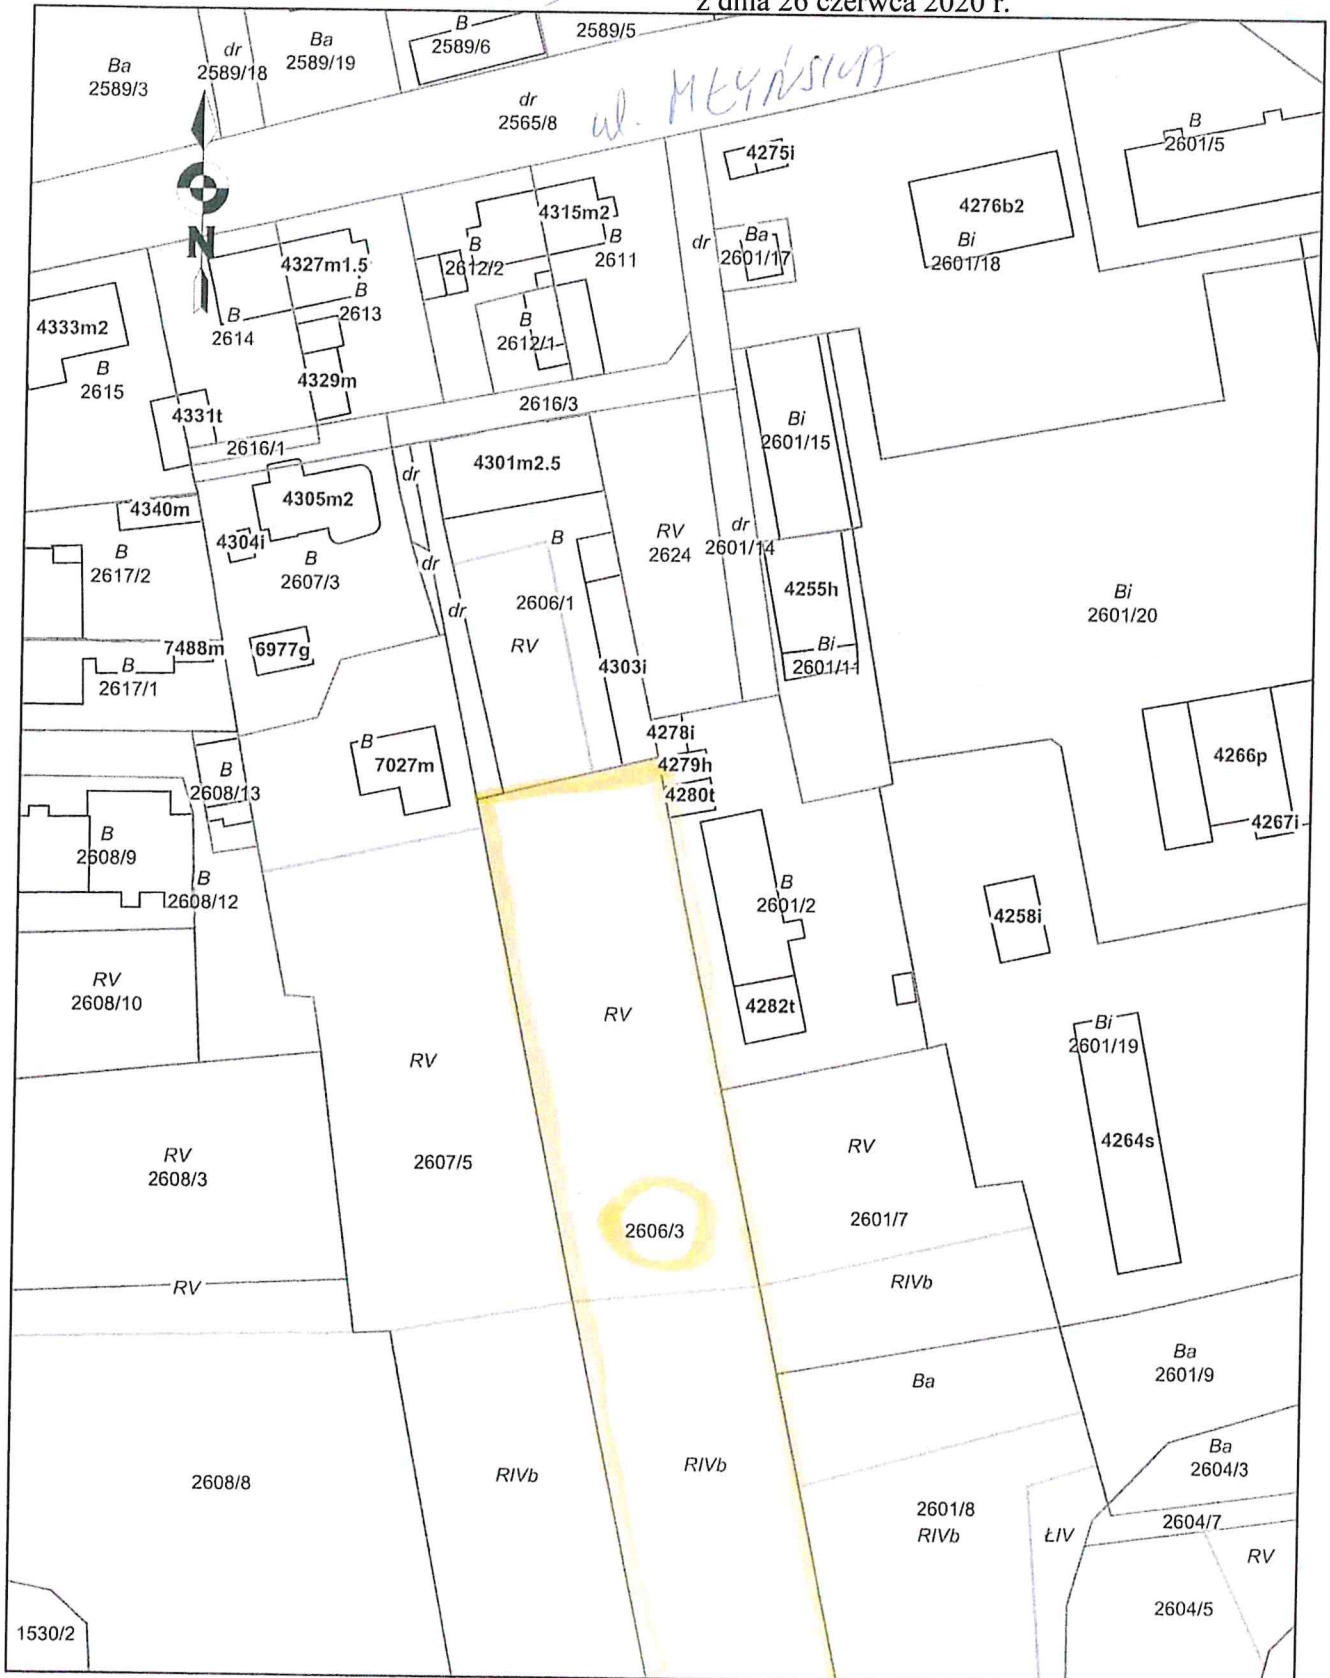 z dnia 26 czerwca 2020 r.
Ba
2589/3
dr
2589/18
Ba
2589/19
B
2589/6
2589/5
dr
2565/8
ul. MŁYŃSKA
4275i
B
2601/5
4276b2
Bi
2601/18
N
4327m1.5
B
2613
B
2614
B
2612/2
4315m2
B
2611
dr
Ba
2601/17
4333m2
B
2615
B
2612/1
4329m
4331t
2616/3
2616/1
Bi
2601/15
dr
4301m2.5
4305m2
4340m
4304i
B
2607/3
B
2617/2
dr
B
RV
2624
dr
2601/14
4255h
Bi
2601/20
dr
2606/1
RV
7488m
6977g
4303i
Bi
2601/11
B
2617/1
4278i
4279h
4280t
B
7027m
4266p
4267i
B
2608/13
B
2608/9
B
2608/12
B
2601/2
4258i
RV
2608/10
RV
4282t
Bi
2601/19
RV
4264s
RV
2608/3
2607/5
RV
2601/7
2606/3
RV
RIVb
Ba
2601/9
Ba
Ba
2604/3
2608/8
RIVb
RIVb
2601/8
RIVb
ŁIV
2604/7
RV
2604/5
1530/2